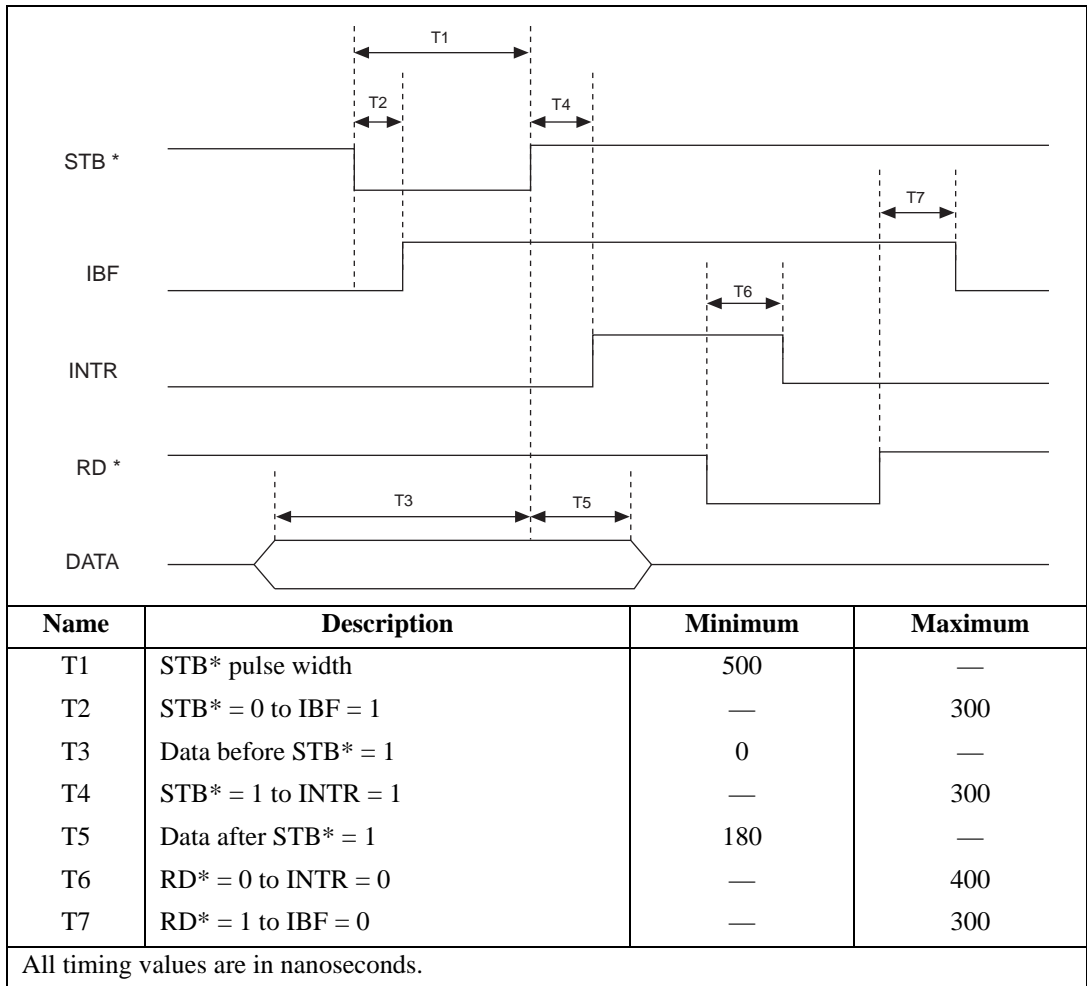 T1
T2
T4
STB *
T7
IBF
T6
INTR
RD *
T3
T5
DATA
Name Description Minimum Maximum
T1 STB* pulse width 500 —
T2 STB* = 0 to IBF = 1 — 300
T3 Data before STB* = 1 0 —
T4 STB* = 1 to INTR = 1 — 300
T5 Data after STB* = 1 180 —
T6 RD* = 0 to INTR = 0 — 400
T7 RD* = 1 to IBF = 0 — 300
All timing values are in nanoseconds.